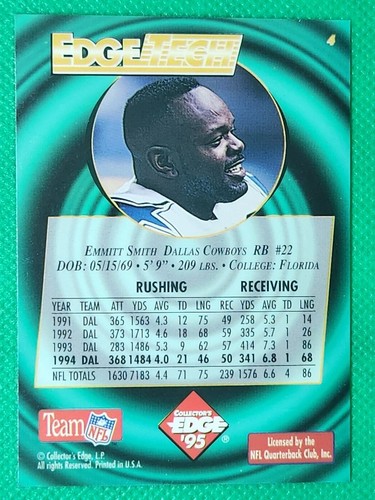 4
EDGETECH
EMMITT SMITH DALLAS COWBOYS RB #22
DOB: 05/15/69 • 5' 9" • 209 LBS. • COLLEGE: FLORIDA
RUSHING RECEIVING
YEAR TEAM ATT YDS AVG TD LNG REC YDS AVG TD LNG
1991 DAL 365 1563 4.3 12 75 49 258 5.3 1 14
1992 DAL 373 1713 4.6 18 68 59 335 5.7 1 26
1993 DAL 283 1486 5.3 9 62 57 414 7.3 1 86
1994 DAL 368 1484 4.0 21 46 50 341 6.8 1 68
NFL TOTALS 1630 7183 4.4 71 75 239 1576 6.6 4 86
Team NFL
COLLECTOR'S
EDGE
'95 ®
© Collector's Edge, L.P.
All rights Reserved. Printed in U.S.A.
Licensed by the
NFL Quarterback Club, Inc.